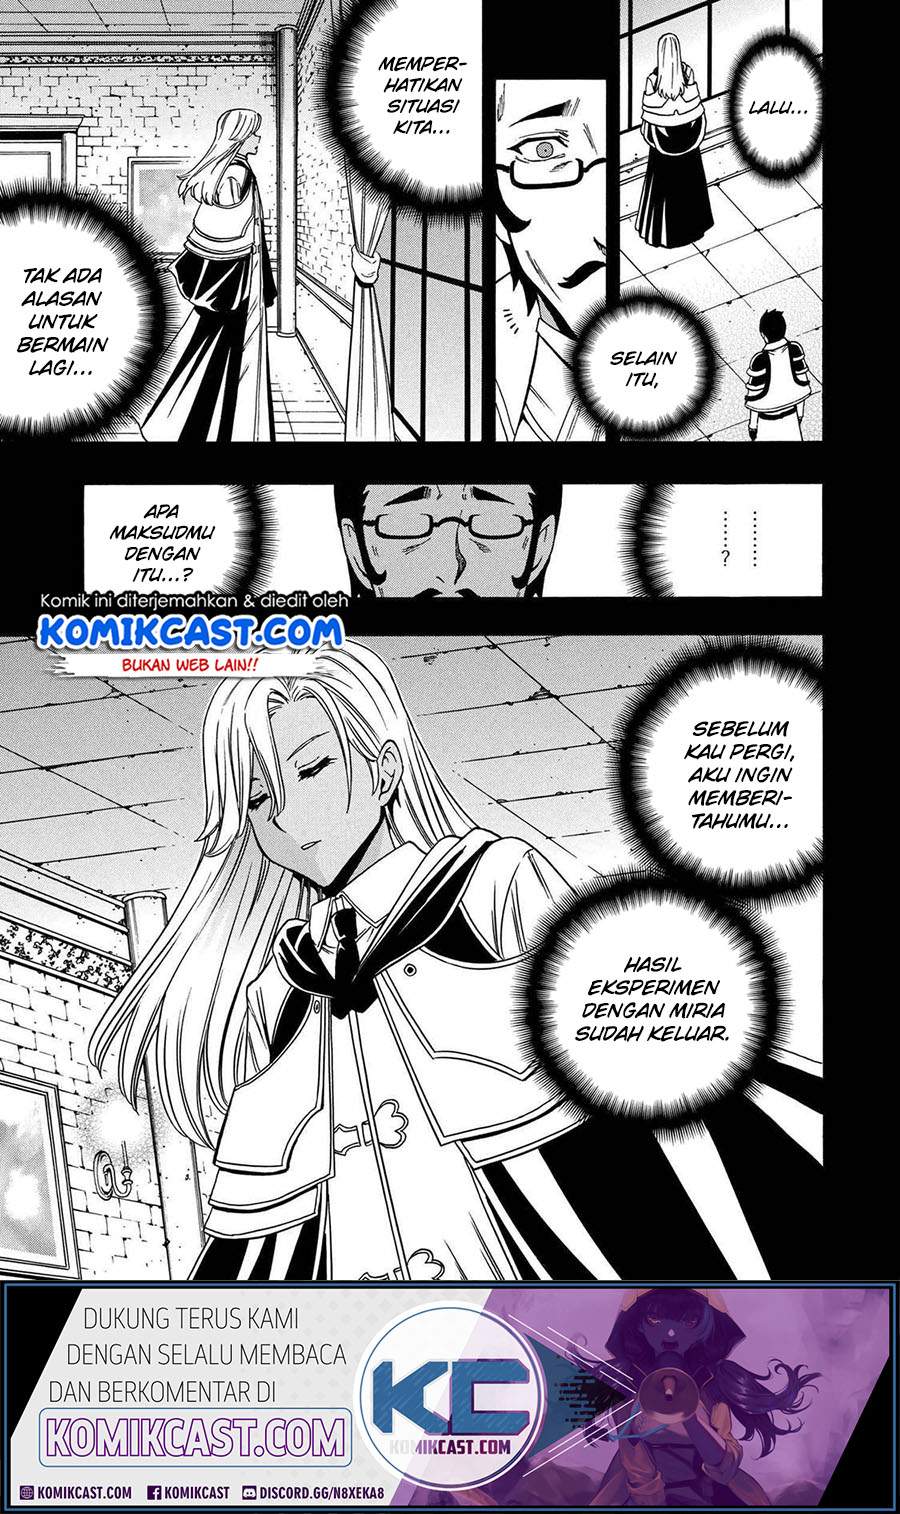 LALU...
SELAIN
ITU,
MEMPER-
HATIKAN
SITUASI
KITA...
TAK ADA
ALASAN
UNTUK
BERMAIN
LAGI...
......
......?
APA
MAKSUDMU
DENGAN
ITU...?
Komik ini diterjemahkan & diedit oleh
KOMIKCAST.COM
BUKAN WEB LAIN!!
SEBELUM
KAU PERGI,
AKU INGIN
MEMBERI-
TAHUMU...
HASIL
EKSPERIMEN
DENGAN MIRIA
SUDAH KELUAR.
DUKUNG TERUS KAMI
DENGAN SELALU MEMBACA
DAN BERKOMENTAR DI
KOMIKCAST.COM
KC
KOMIKCAST.COM
KOMIKCAST.COM KOMIKCAST DISCORD.GG/N8XEKA8